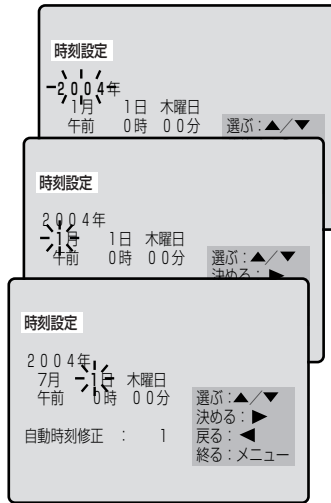 時刻設定
2004年
1月 1日 木曜日
午前 0時 00分
選ぶ:▲/▼
時刻設定
2004年
1月 1日 木曜日
午前 0時 00分
選ぶ:▲/▼
決める:▶
時刻設定
2004年
7月 1日 木曜日
午前 0時 00分
自動時刻修正 : 1
選ぶ:▲/▼
決める:▶
戻る:◀
終る:メニュー